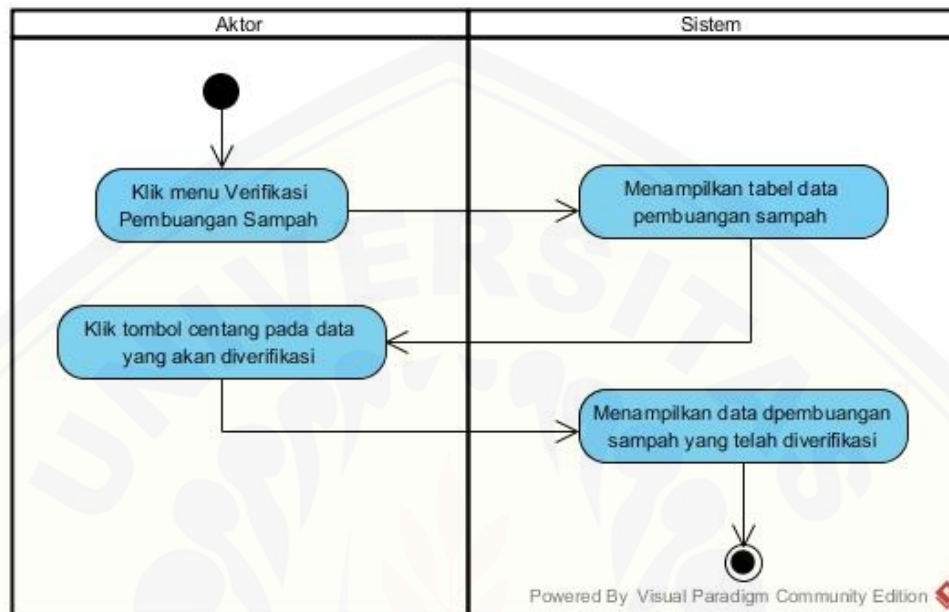 Aktor
Sistem
Klik menu Verifikasi
Pembuangan Sampah
Menampilkan tabel data
pembuangan sampah
Klik tombol centang pada data
yang akan diverifikasi
Menampilkan data dpembuangan
sampah yang telah diverifikasi
UNIVERSITAS
Powered By Visual Paradigm Community Edition